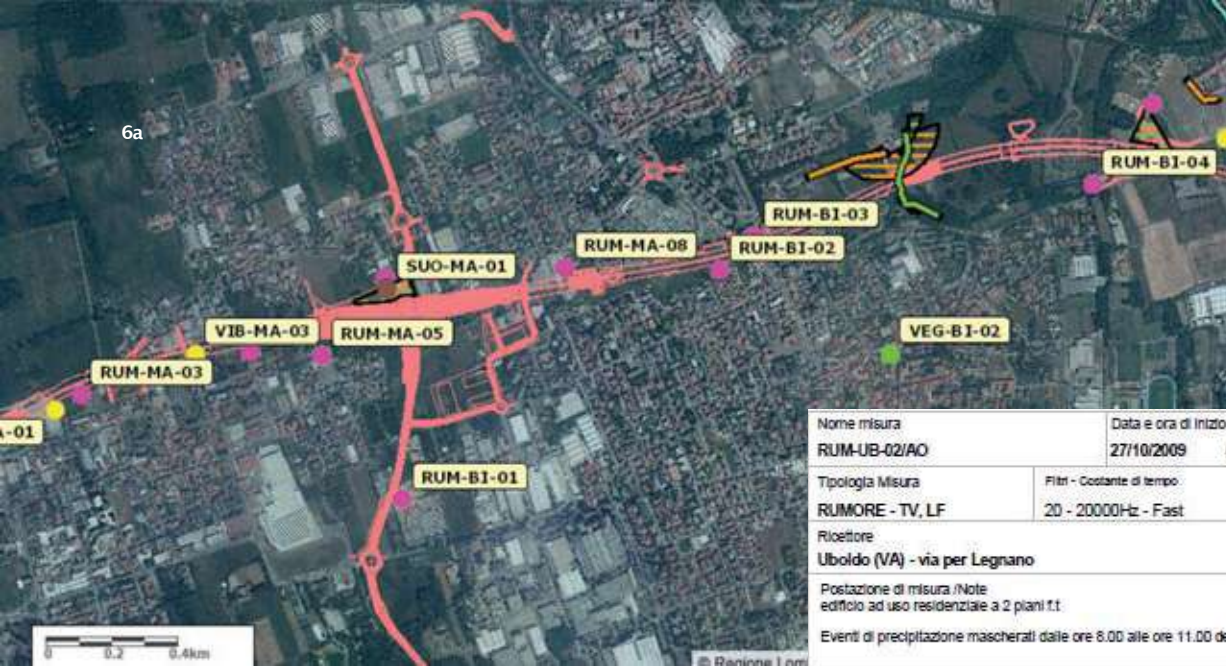 6a
RUM-BI-04
RUM-BI-03
RUM-MA-08
RUM-BI-02
SUO-MA-01
VIB-MA-03
RUM-MA-05
VEG-BI-02
RUM-MA-03
A-01
RUM-BI-01
0 0.2 0.4km
© Regione Lom
Nome misura
Data e ora di inizio
RUM-UB-02/AO
27/10/2009
Tipologia Misura
Filtri - Costante di tempo
RUMORE - TV, LF
20 - 20000Hz - Fast
Ricettore
Uboldo (VA) - via per Legnano
Postazione di misura /Note
edificio ad uso residenziale a 2 piani f.t
Eventi di precipitazione mascherati dalle ore 8.00 alle ore 11.00 de